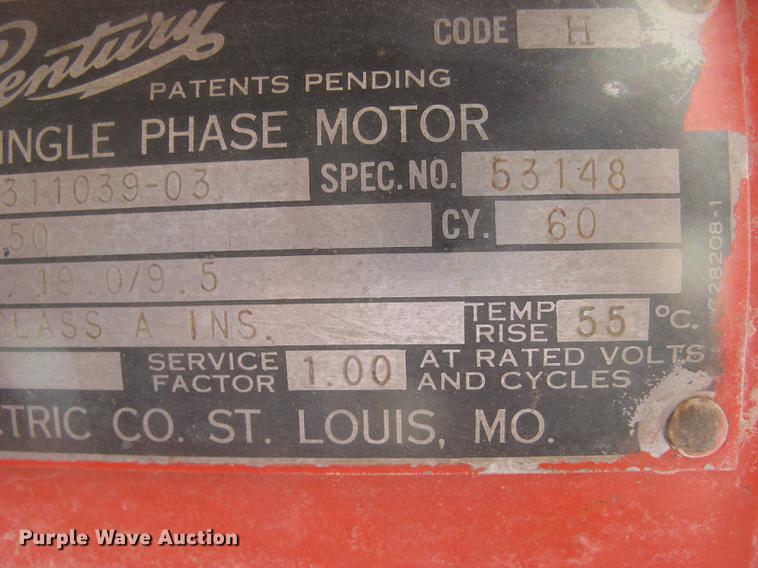 Century CODE H
PATENTS PENDING
INGLE PHASE MOTOR
311039-03 SPEC. NO. 53148
50 CY. 60
19.0/9.5
CLASS A INS. TEMP RISE 55 °C.
SERVICE FACTOR 1.00 AT RATED VOLTS AND CYCLES
TRIC CO. ST. LOUIS, MO.
28208-1
Purple Wave Auction